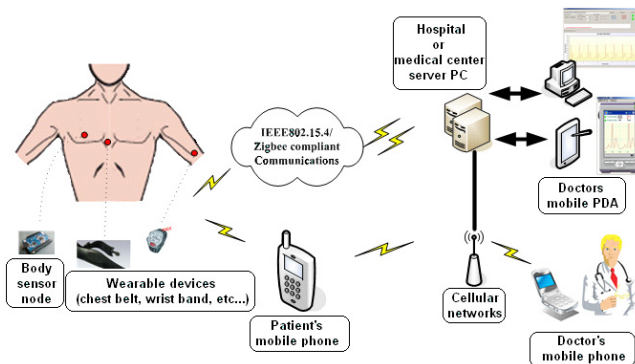 Hospital
or
medical center
server PC
IEEE802.15.4/
Zigbee compliant
Communications
Doctors
mobile PDA
Body
sensor
node
Wearable devices
(chest belt, wrist band, etc...)
Patient's
mobile phone
Cellular
networks
Doctor's
mobile phone